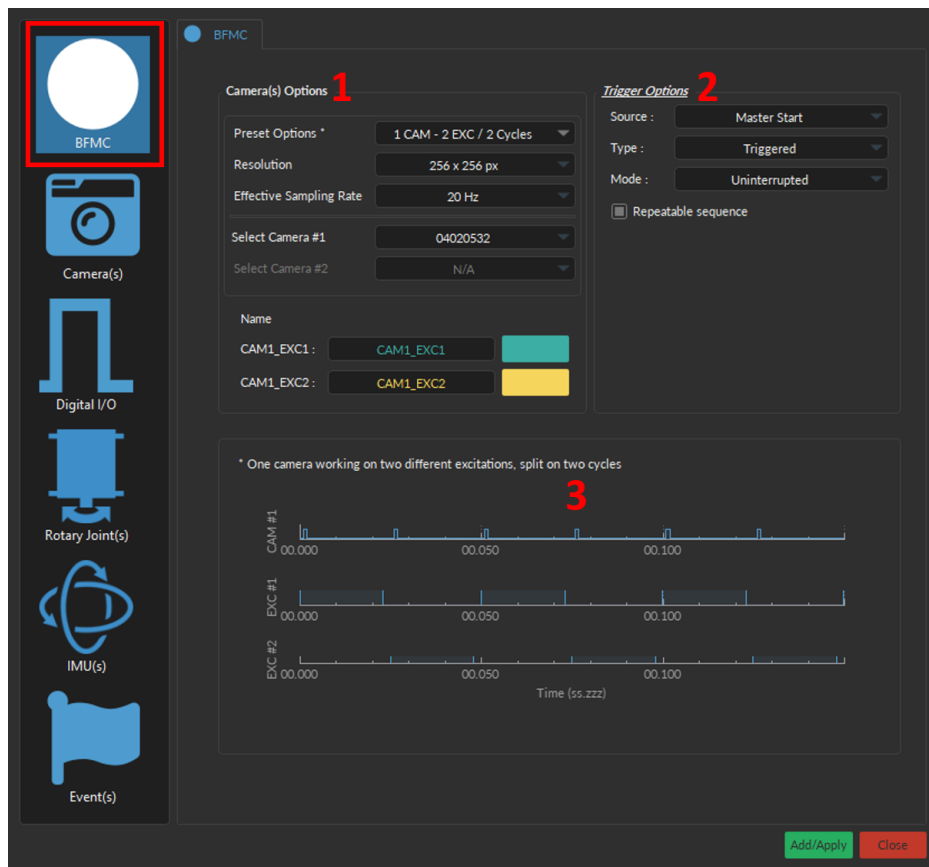 BFMC
Camera(s)
Digital I/O
Rotary Joint(s)
IMU(s)
Event(s)
BFMC
Camera(s) Options 1
Preset Options * 1 CAM - 2 EXC / 2 Cycles
Resolution 256 x 256 px
Effective Sampling Rate 20 Hz
Select Camera #1 04020532
Select Camera #2 N/A
Name
CAM1_EXC1 : CAM1_EXC1
CAM1_EXC2 : CAM1_EXC2
Trigger Options 2
Source : Master Start
Type : Triggered
Mode : Uninterrupted
Repeatable sequence
* One camera working on two different excitations, split on two cycles
3
CAM #1
00.000 00.050 00.100
EXC #1
00.000 00.050 00.100
EXC #2
00.000 00.050 00.100
Time (ss.zzz)
Add/Apply Close